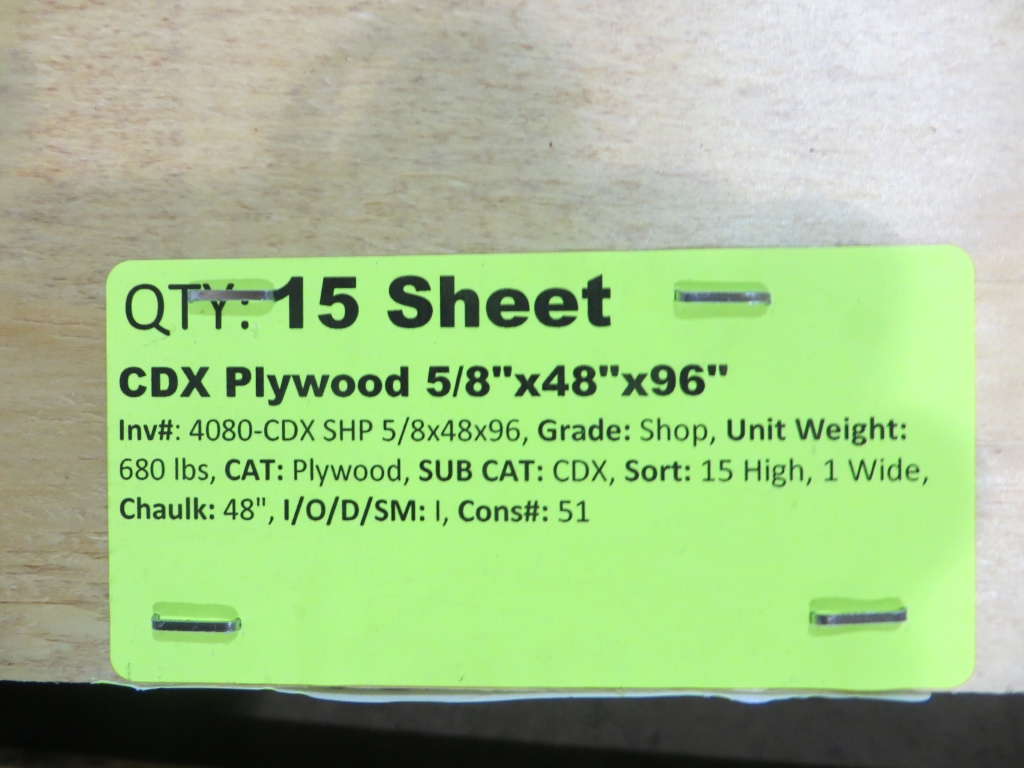 QTY: 15 Sheet
CDX Plywood 5/8"x48"x96"
Inv#: 4080-CDX SHP 5/8x48x96, Grade: Shop, Unit Weight:
680 lbs, CAT: Plywood, SUB CAT: CDX, Sort: 15 High, 1 Wide,
Chaulk: 48", I/O/D/SM: I, Cons#: 51